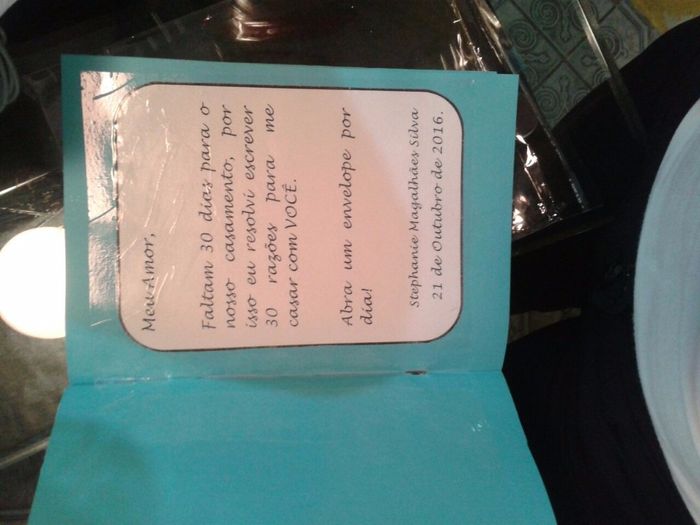 Meu Amor,
Faltam 30 dias para o
nosso casamento, por
isso eu resolvi escrever
30 razões para me
casar com VOCÊ.
Abra um envelope por
dia!
Stephanie Magalhães Silva
21 de Outubro de 2016.